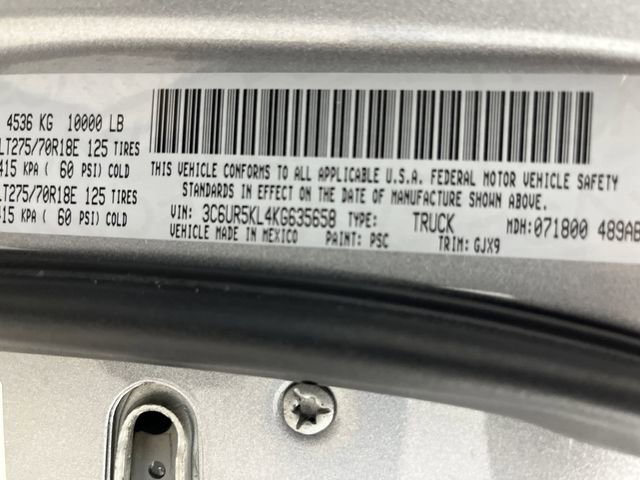 4536 KG 10000 LB
LT275/70R18E 125 TIRES
415 KPA ( 60 PSI) COLD
LT275/70R18E 125 TIRES
415 KPA ( 60 PSI) COLD
THIS VEHICLE CONFORMS TO ALL APPLICABLE U.S.A. FEDERAL MOTOR VEHICLE SAFETY
STANDARDS IN EFFECT ON THE DATE OF MANUFACTURE SHOWN ABOVE.
VIN: 3C6UR5KL4KG635658 TYPE: TRUCK MDH:071800 489AB
VEHICLE MADE IN MEXICO PAINT: PSC TRIM: GJX9